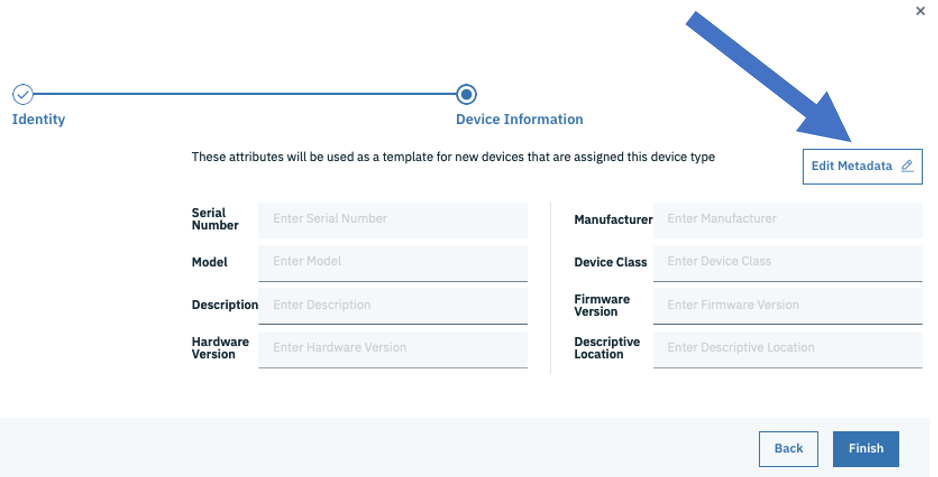 Identity
Device Information
These attributes will be used as a template for new devices that are assigned this device type
Edit Metadata
Serial
Number
Enter Serial Number
Manufacturer
Enter Manufacturer
Model
Enter Model
Device Class
Enter Device Class
Description
Enter Description
Firmware
Version
Enter Firmware Version
Hardware
Version
Enter Hardware Version
Descriptive
Location
Enter Descriptive Location
Back
Finish